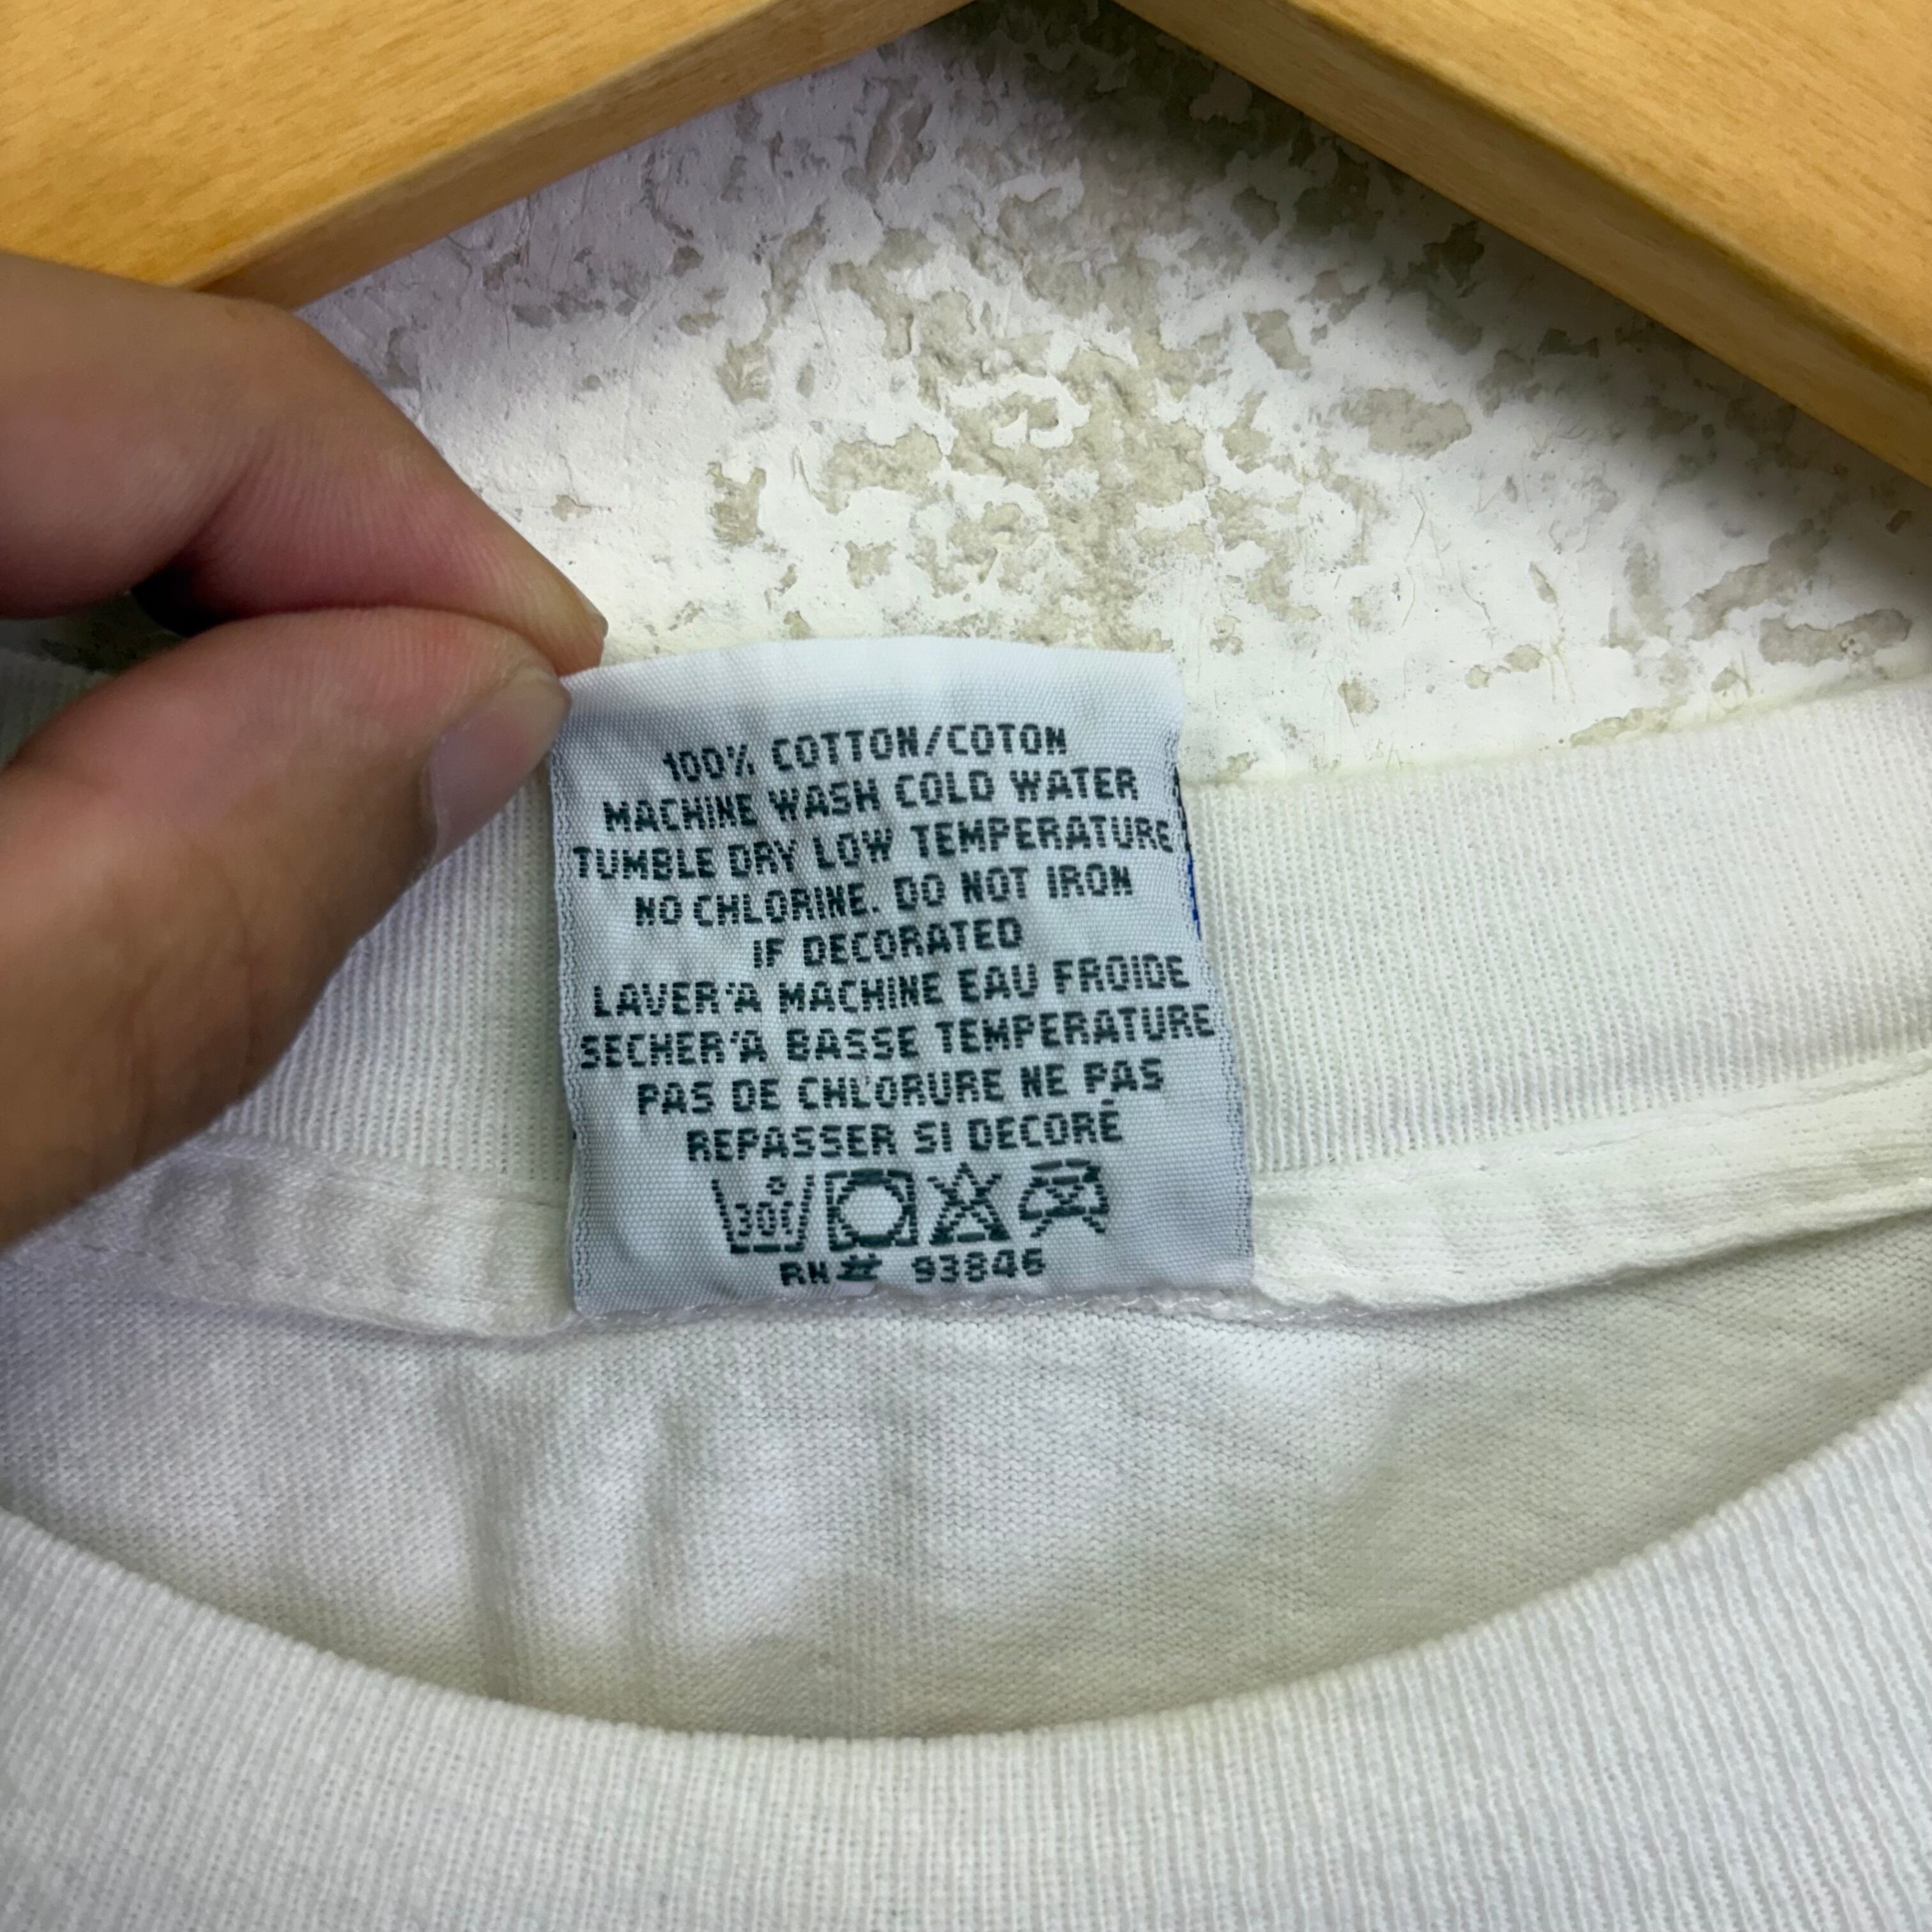 100% COTTON/COTON
MACHINE WASH COLD WATER
TUMBLE DRY LOW TEMPERATURE
NO CHLORINE. DO NOT IRON
IF DECORATED
LAVER'A MACHINE EAU FROIDE
SECHER'A BASSE TEMPERATURE
PAS DE CHLORURE NE PAS
REPASSER SI DECORÉ
30°C
RN# 93846